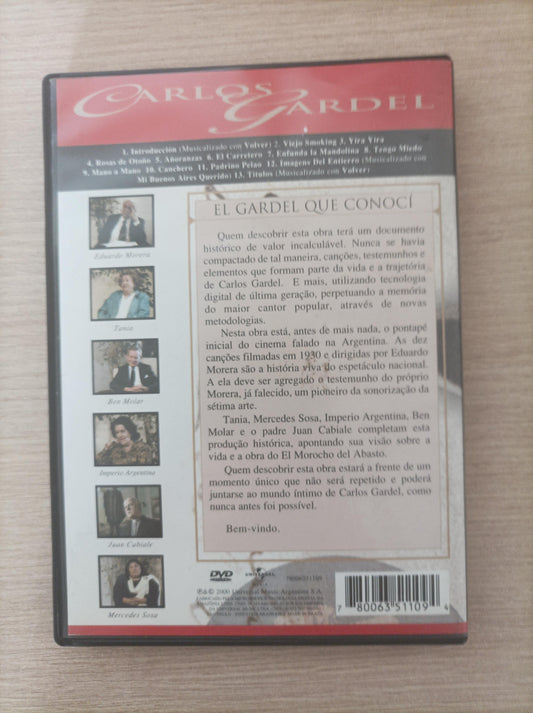 CARLOS GARDEL
1. Introducción (Musicalizado con Volver) 2. Viejo Smoking 3. Yira Yira
4. Rosas de Otoño 5. Añoranzas 6. El Carretero 7. Enfunda la Mandolina 8. Tengo Miedo
9. Mano a Mano 10. Canchero 11. Padrino Pelao 12. Imagenes Del Entierro (Musicalizado con
Mi Buenos Aires Querido) 13. Titulos (Musicalizado con Volver)
Eduardo Morera
Tania
Ben Molar
Imperio Argentina
Juan Cabiale
Mercedes Sosa
EL GARDEL QUE CONOCÍ
Quem descobrir esta obra terá um documento
histórico de valor incalculável. Nunca se havia
compactado de tal maneira, canções, testemunhos e
elementos que formam parte da vida e a trajetória
de Carlos Gardel. E mais, utilizando tecnologia
digital de última geração, perpetuando a memória
do maior cantor popular, através de novas
metodologias.
Nesta obra está, antes de mais nada, o pontapé
inicial do cinema falado na Argentina. As dez
canções filmadas em 1930 e dirigidas por Eduardo
Morera são a história viva do espetáculo nacional.
A ela deve ser agregado o testemunho do próprio
Morera, já falecido, um pioneiro da sonorização da
sétima arte.
Tania, Mercedes Sosa, Imperio Argentina, Ben
Molar e o padre Juan Cabiale completam esta
produção histórica, apontando sua visão sobre a
vida e a obra do El Morocho del Abasto.
Quem descobrir esta obra estará a frente de um
momento único que não será repetido e poderá
juntarse ao mundo íntimo de Carlos Gardel, como
nunca antes foi possível.
Bem-vindo.
DVD
UNIVERSAL
78006351109
℗&© 2000 Universal Music Argentina S.A.
7 80063 51109 4